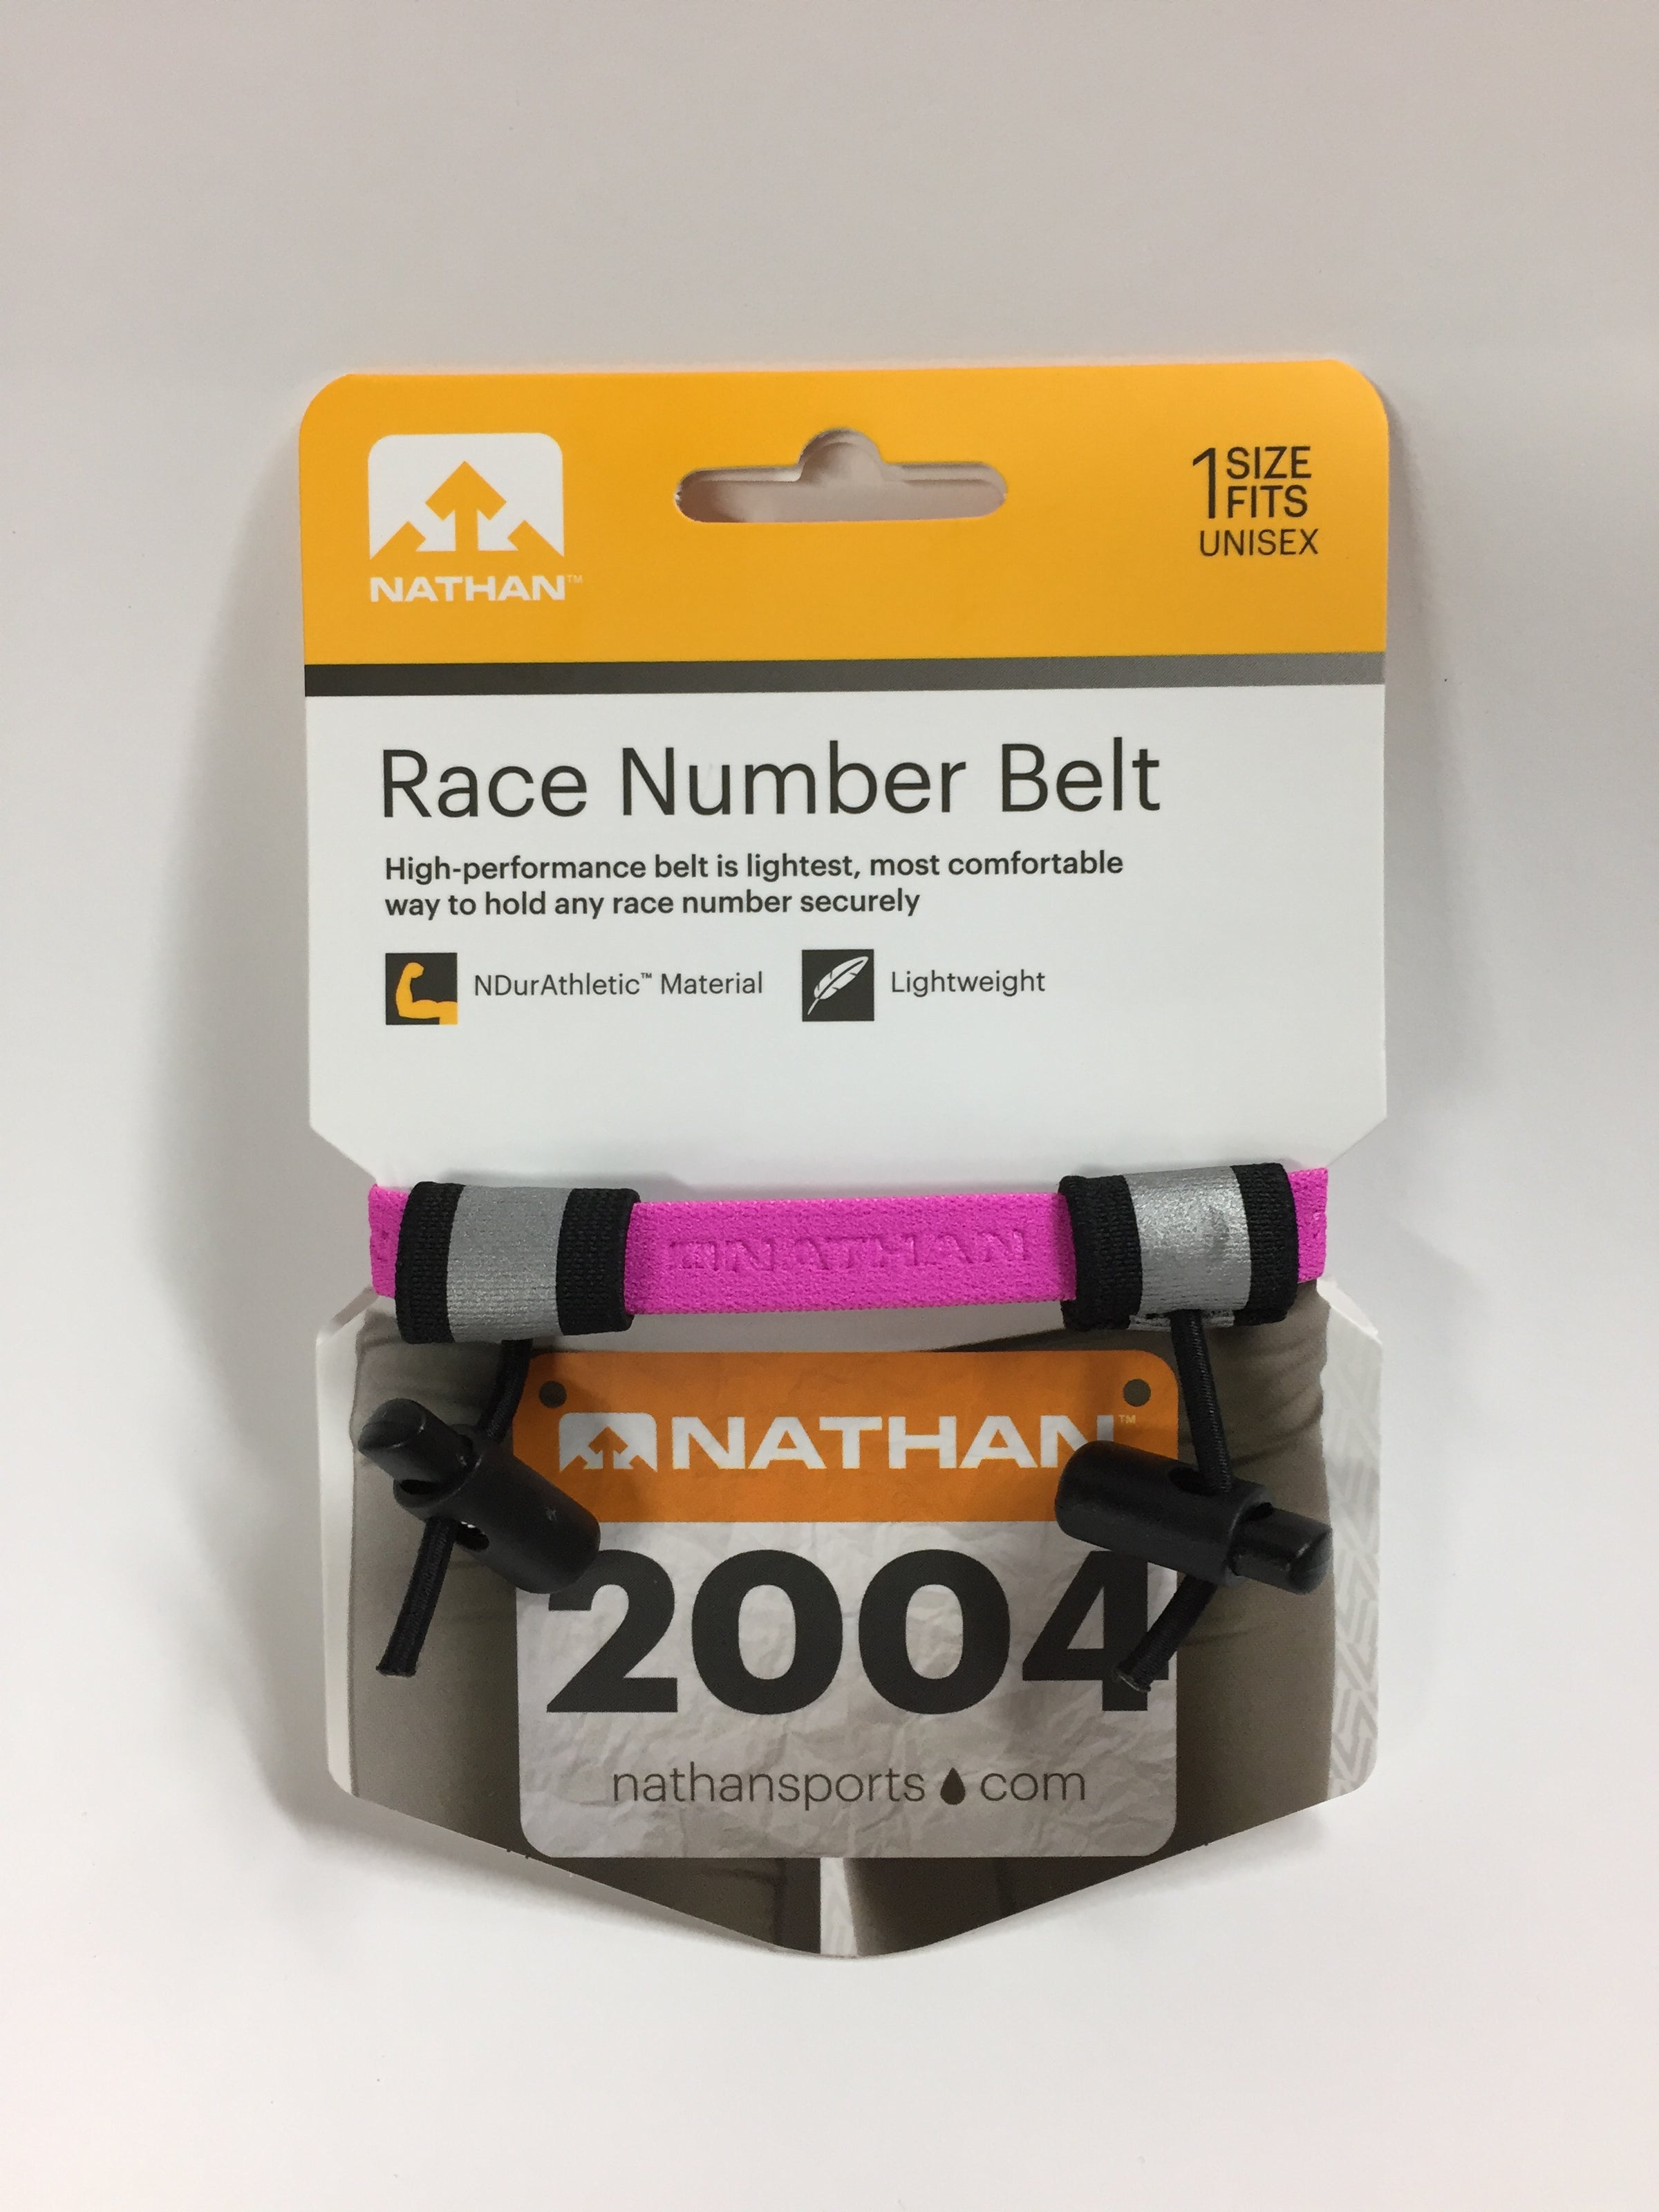 NATHAN™
1 SIZE
FITS
UNISEX
Race Number Belt
High-performance belt is lightest, most comfortable
way to hold any race number securely
NDurAthletic™ Material
Lightweight
NATHAN
NATHAN™
2004
nathansports com